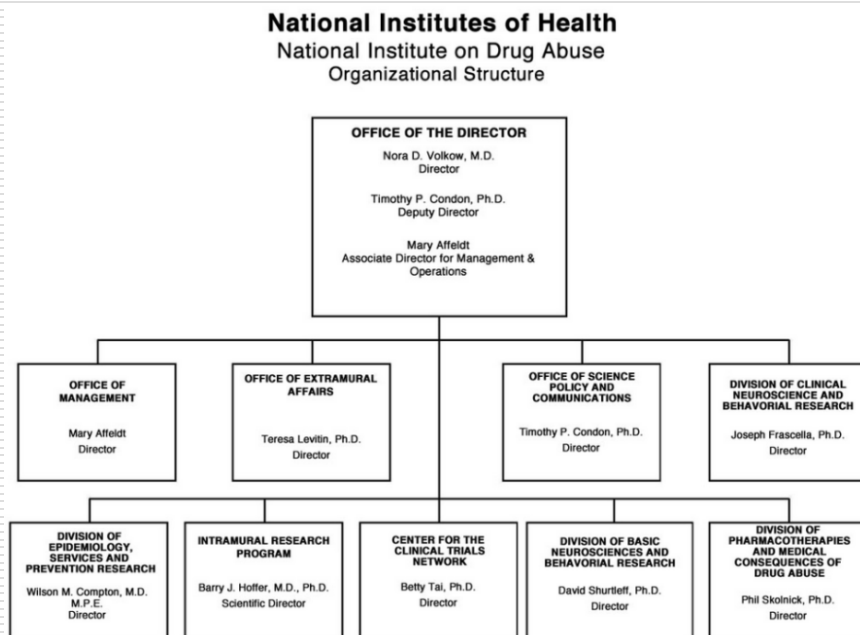 National Institutes of Health
National Institute on Drug Abuse
Organizational Structure
OFFICE OF THE DIRECTOR
Nora D. Volkow, M.D.
Director
Timothy P. Condon, Ph.D.
Deputy Director
Mary Affeldt
Associate Director for Management &
Operations
OFFICE OF
MANAGEMENT
Mary Affeldt
Director
OFFICE OF EXTRAMURAL
AFFAIRS
Teresa Levitin, Ph.D.
Director
OFFICE OF SCIENCE
POLICY AND
COMMUNICATIONS
Timothy P. Condon, Ph.D.
Director
DIVISION OF CLINICAL
NEUROSCIENCE AND
BEHAVORIAL RESEARCH
Joseph Frascella, Ph.D.
Director
DIVISION OF
EPIDEMIOLOGY,
SERVICES AND
PREVENTION RESEARCH
Wilson M. Compton, M.D.
M.P.E.
Director
INTRAMURAL RESEARCH
PROGRAM
Barry J. Hoffer, M.D., Ph.D.
Scientific Director
CENTER FOR THE
CLINICAL TRIALS
NETWORK
Betty Tai, Ph.D.
Director
DIVISION OF BASIC
NEUROSCIENCES AND
BEHAVORIAL RESEARCH
David Shurtleff, Ph.D.
Director
DIVISION OF
PHARMACOTHERAPIES
AND MEDICAL
CONSEQUENCES OF
DRUG ABUSE
Phil Skolnick, Ph.D.
Director